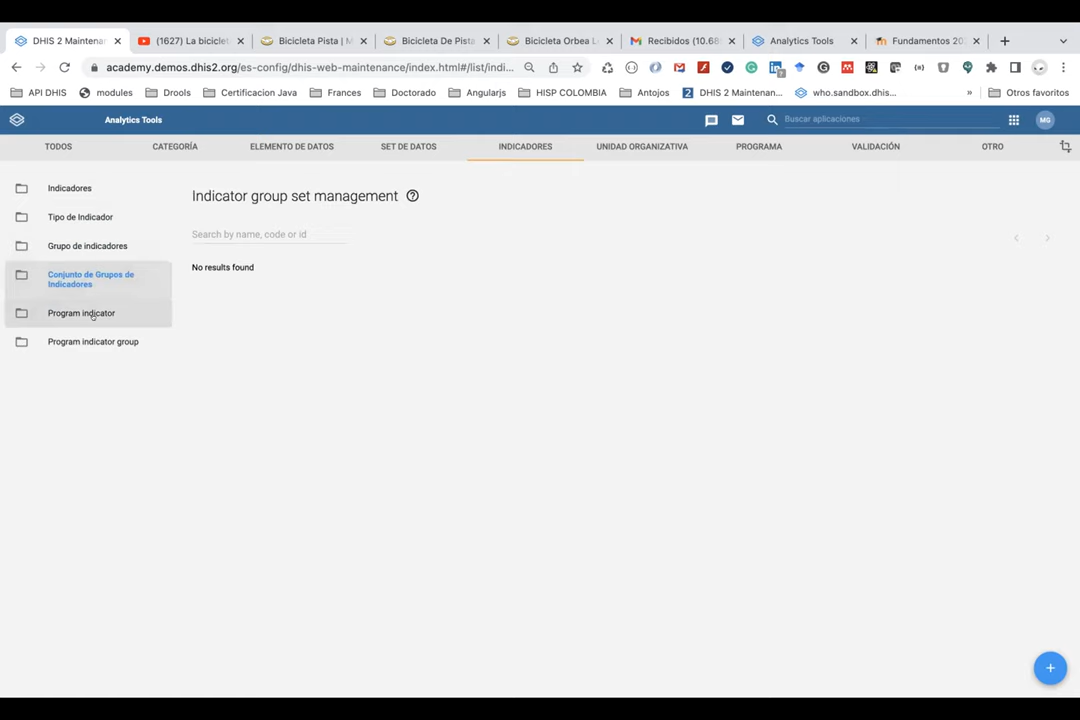 DHIS 2 Maintenan
(1627) La biciclet
Bicicleta Pista | M
Bicicleta De Pista
Bicicleta Orbea L
Recibidos (10.68
Analytics Tools
Fundamentos 202
academy.demos.dhis2.org/es-config/dhis-web-maintenance/index.html#/list/indi...
API DHIS
modules
Drools
Certificacion Java
Frances
Doctorado
Angularjs
HISP COLOMBIA
Antojos
DHIS 2 Maintenan...
who.sandbox.dhis...
»
Otros favoritos
Analytics Tools
Buscar aplicaciones
MG
TODOS
CATEGORÍA
ELEMENTO DE DATOS
SET DE DATOS
INDICADORES
UNIDAD ORGANIZATIVA
PROGRAMA
VALIDACIÓN
OTRO
Indicadores
Tipo de Indicador
Grupo de indicadores
Conjunto de Grupos de
Indicadores
Program indicator
Program indicator group
Indicator group set management
Search by name, code or id
No results found